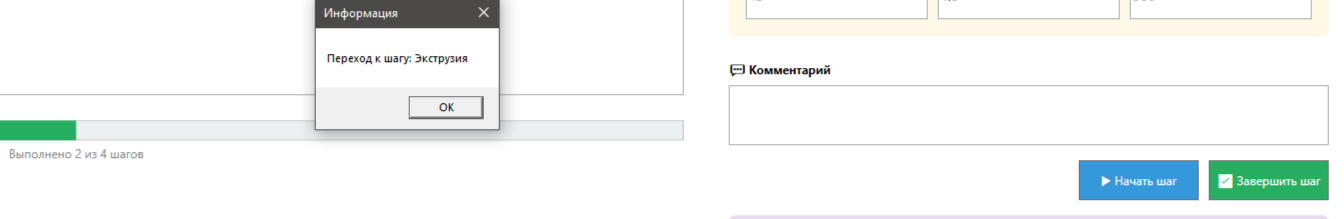 Информация
Переход к шагу: Экструзия
OK
Выполнено 2 из 4 шагов
Комментарий
Начать шаг
Завершить шаг